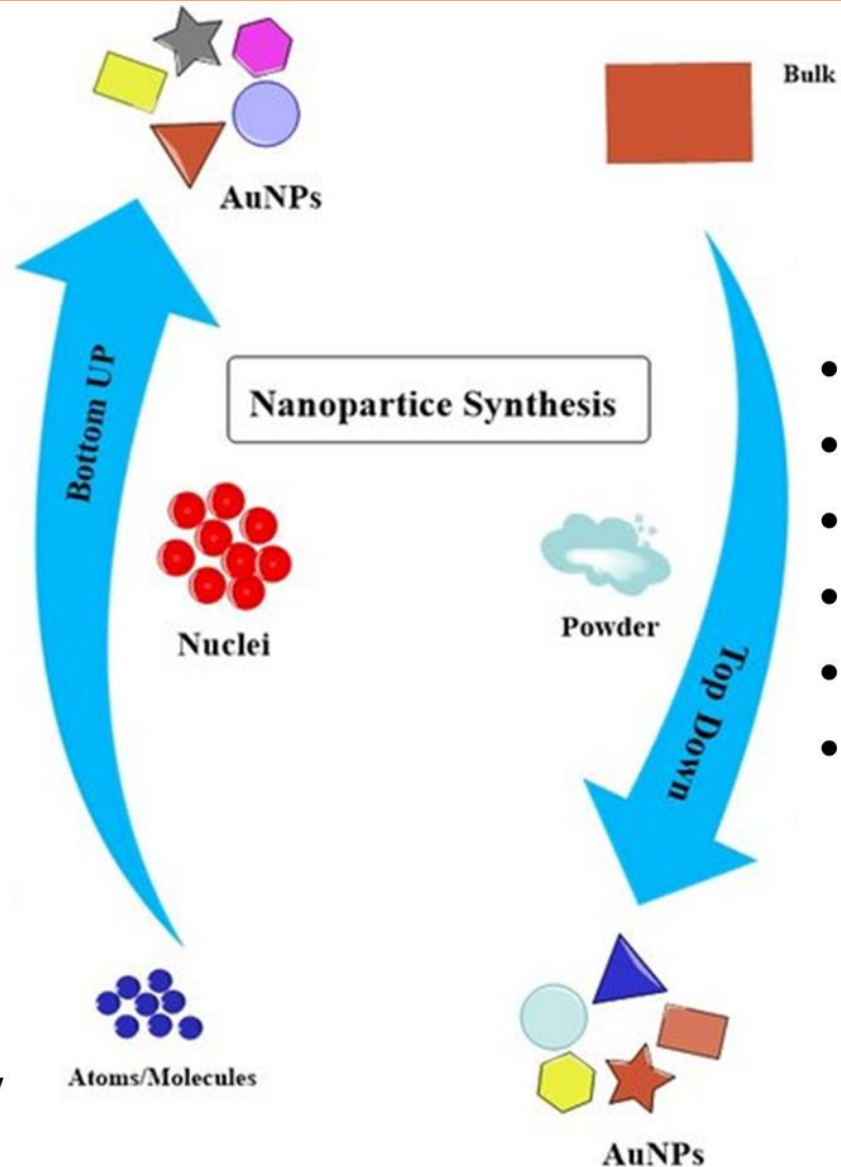 Bulk
AuNPs
Bottom UP
Nanopartice Synthesis
Nuclei
Powder
Top Down
Atoms/Molecules
AuNPs